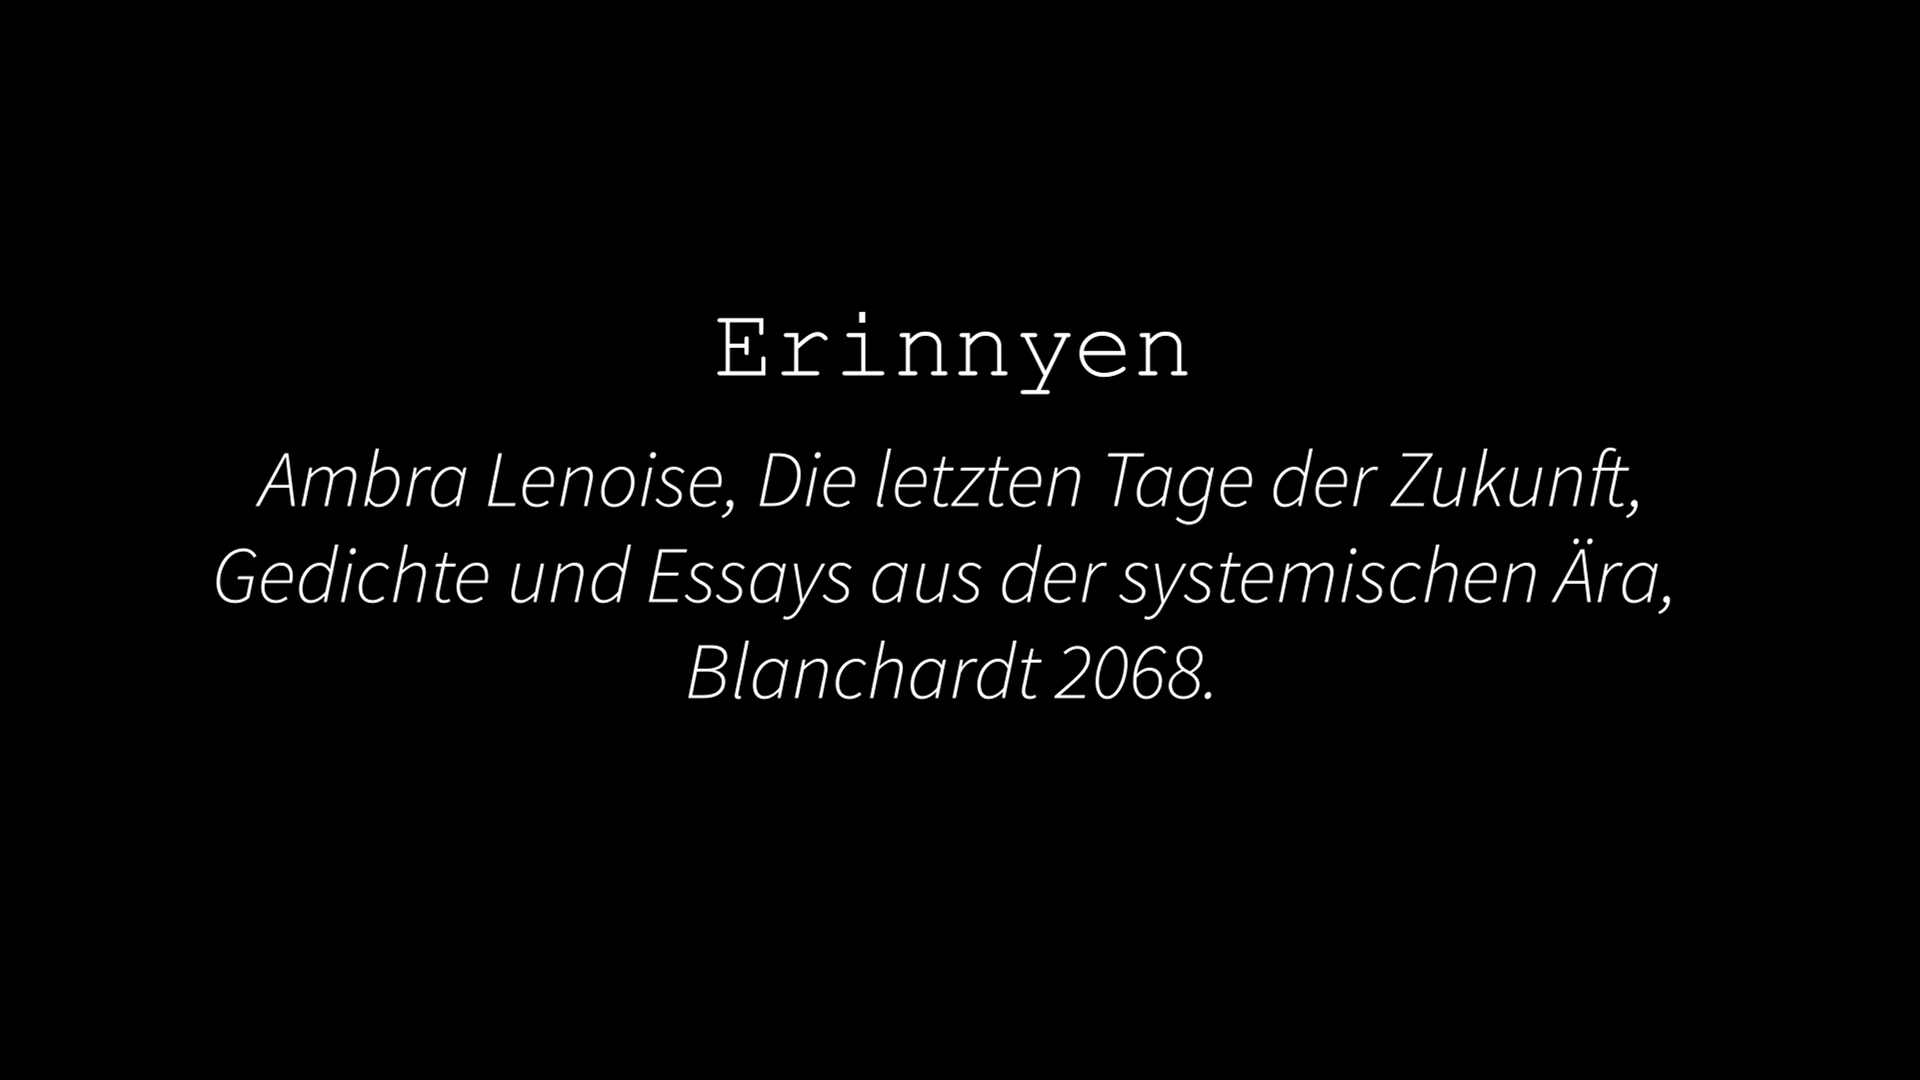 Erinnyen
Ambra Lenoise, Die letzten Tage der Zukunft,
Gedichte und Essays aus der systemischen Ära,
Blanchardt 2068.